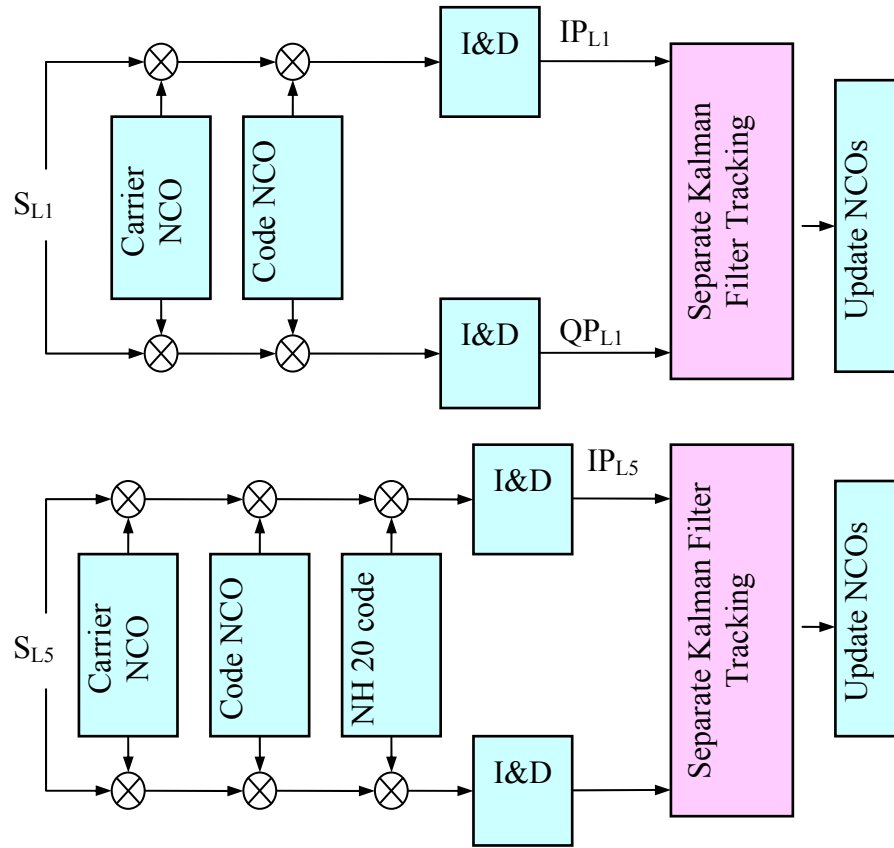 I&D
IP_L1
S_L1
Carrier
NCO
Code NCO
Separate Kalman
Filter Tracking
Update NCOs
I&D
QP_L1
I&D
IP_L5
S_L5
Carrier
NCO
Code NCO
NH 20 code
Separate Kalman Filter
Tracking
Update NCOs
I&D